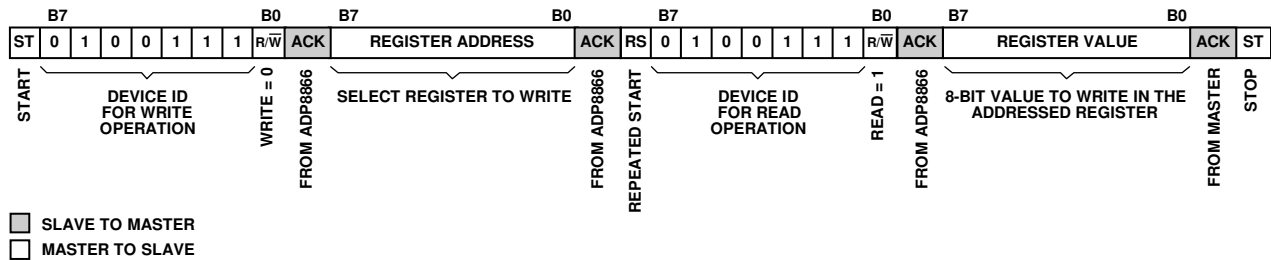 B7 B0 B7 B0 B7 B0 B7 B0
ST 0 1 0 0 1 1 1 R/W̅ ACK REGISTER ADDRESS ACK RS 0 1 0 0 1 1 1 R/W̅ ACK REGISTER VALUE ACK ST
START
DEVICE ID
FOR WRITE
OPERATION
WRITE = 0
FROM ADP8866
SELECT REGISTER TO WRITE
FROM ADP8866
REPEATED START
DEVICE ID
FOR READ
OPERATION
READ = 1
FROM ADP8866
8-BIT VALUE TO WRITE IN THE
ADDRESSED REGISTER
FROM MASTER
STOP
SLAVE TO MASTER
MASTER TO SLAVE